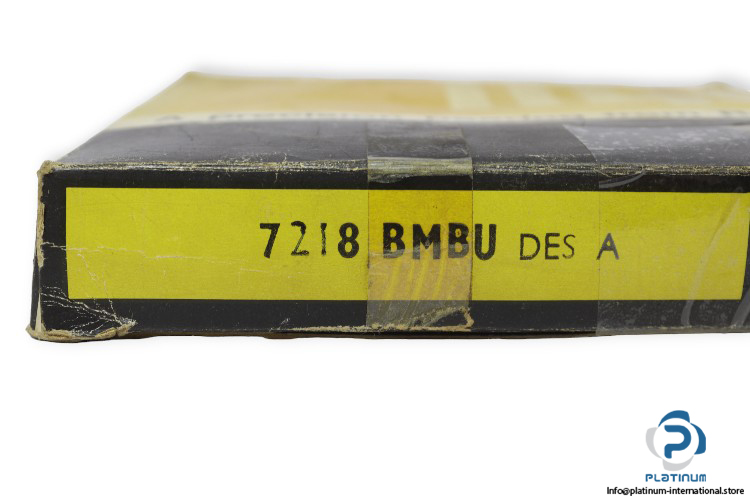 7218 BMBU DES A
PLATINUM
Info@platinum-international.store